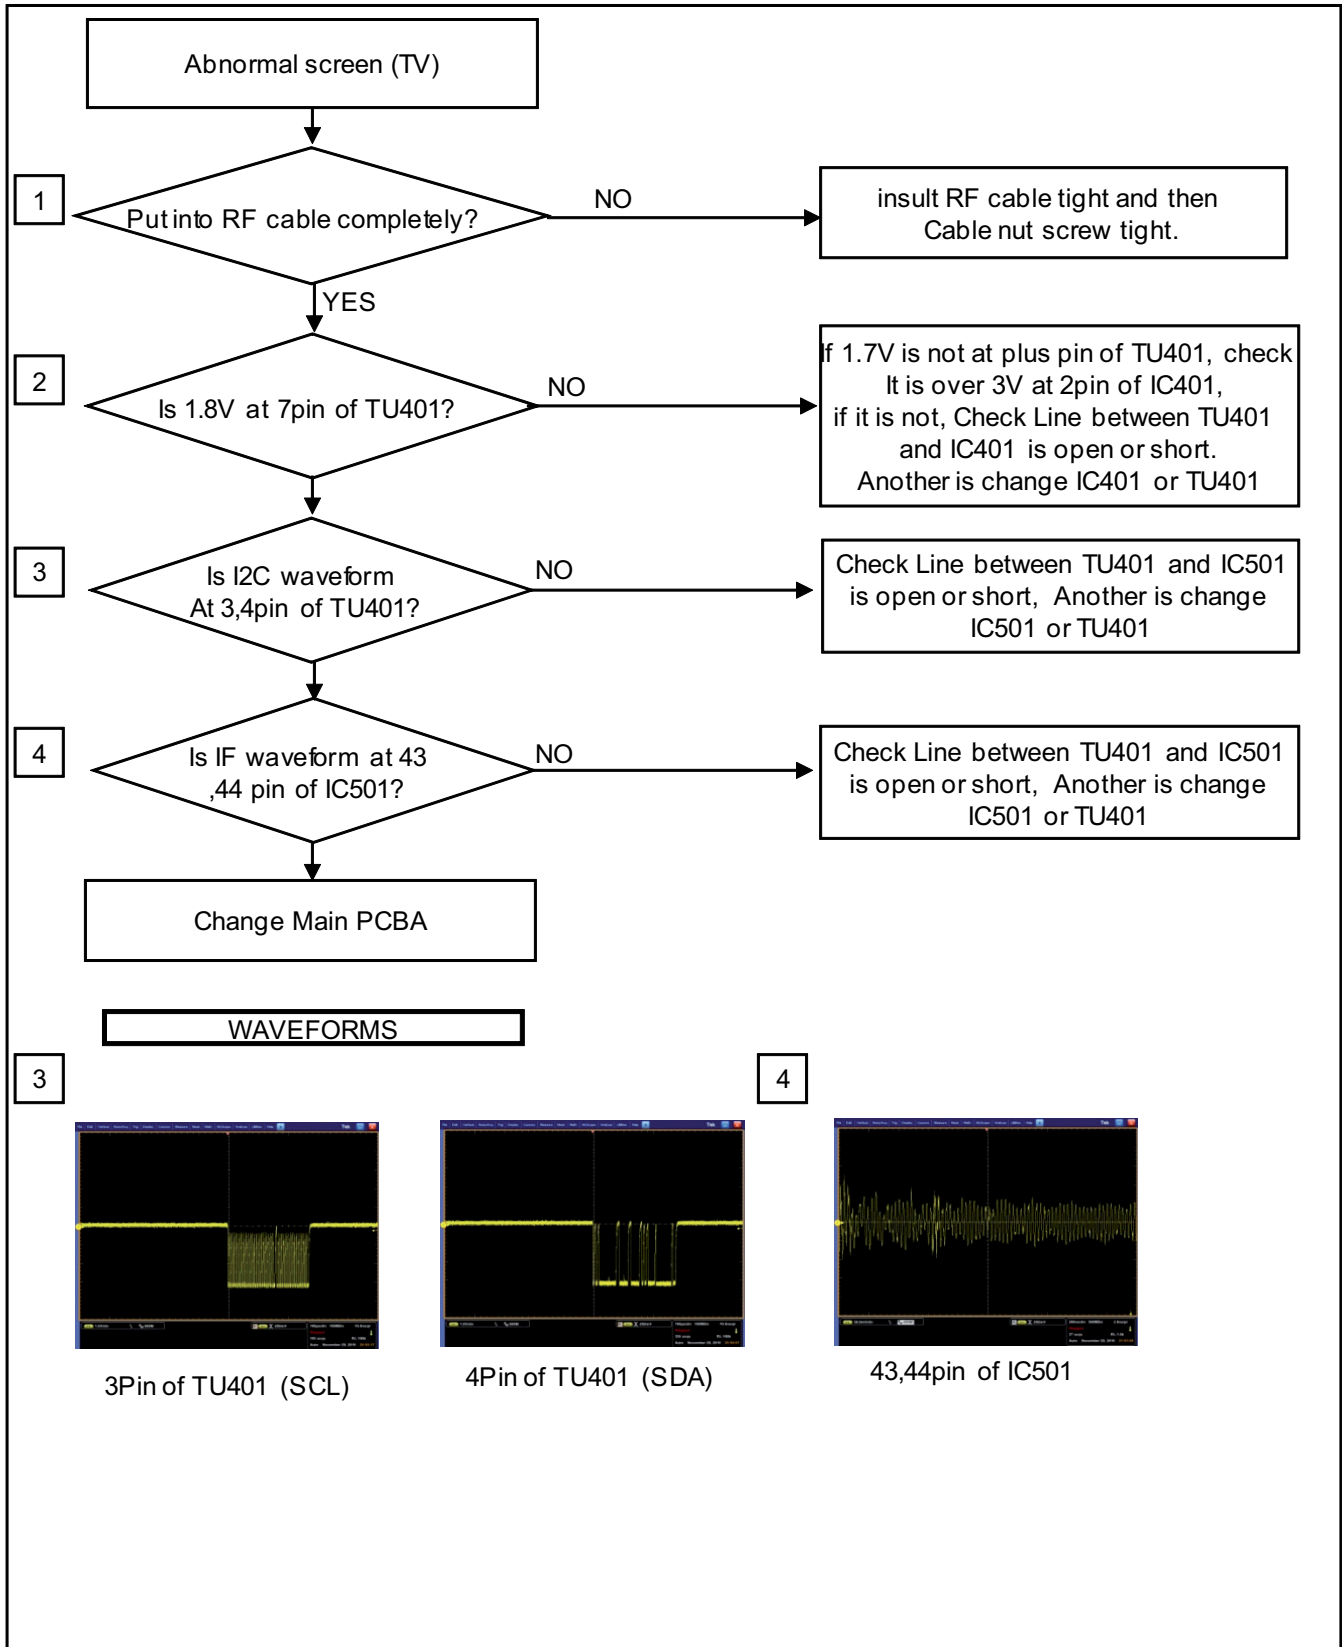 Abnormal screen (TV)
1
Put into RF cable completely?
NO
insult RF cable tight and then
Cable nut screw tight.
YES
2
Is 1.8V at 7pin of TU401?
NO
If 1.7V is not at plus pin of TU401, check
It is over 3V at 2pin of IC401,
if it is not, Check Line between TU401
and IC401 is open or short.
Another is change IC401 or TU401
3
Is I2C waveform
At 3,4pin of TU401?
NO
Check Line between TU401 and IC501
is open or short, Another is change
IC501 or TU401
4
Is IF waveform at 43
,44 pin of IC501?
NO
Check Line between TU401 and IC501
is open or short, Another is change
IC501 or TU401
Change Main PCBA
WAVEFORMS
3
4
Tek
Tek
Tek
3Pin of TU401 (SCL)
4Pin of TU401 (SDA)
43,44pin of IC501